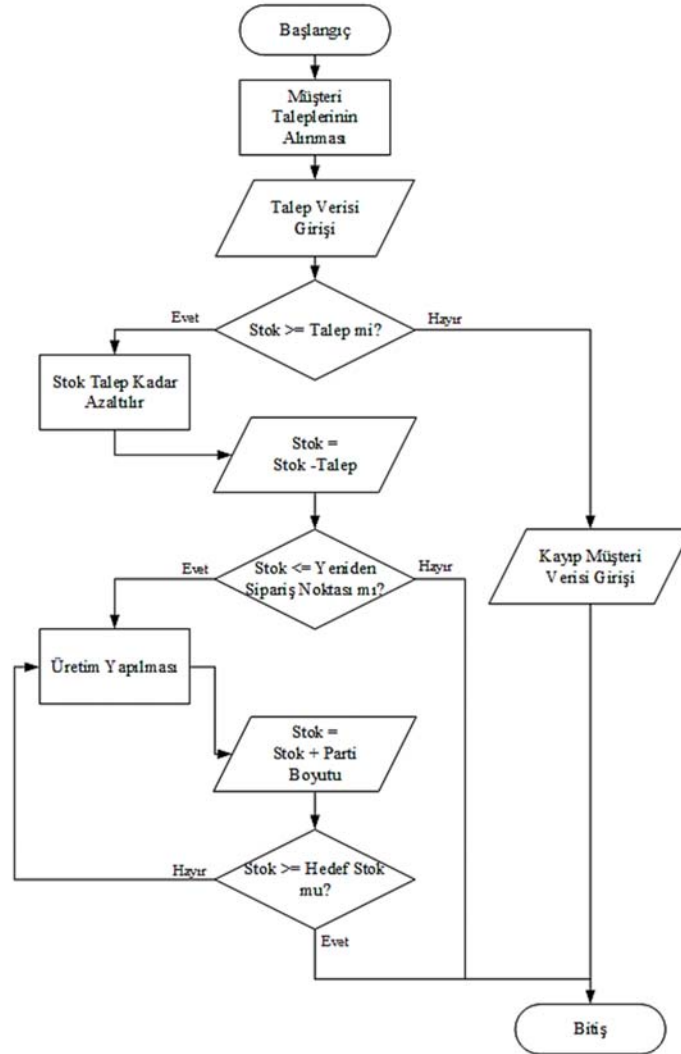 Başlangıç
Müşteri
Taleplerinin
Alınması
Talep Verisi
Girişi
Evet
Stok >= Talep mi?
Hayır
Stok Talep Kadar
Azaltılır
Stok =
Stok -Talep
Evet
Stok <= Yeniden
Sipariş Noktası mı?
Hayır
Kayıp Müşteri
Verisi Girişi
Üretim Yapılması
Stok =
Stok + Parti
Boyutu
Hayır
Stok >= Hedef Stok
mu?
Evet
Bitiş